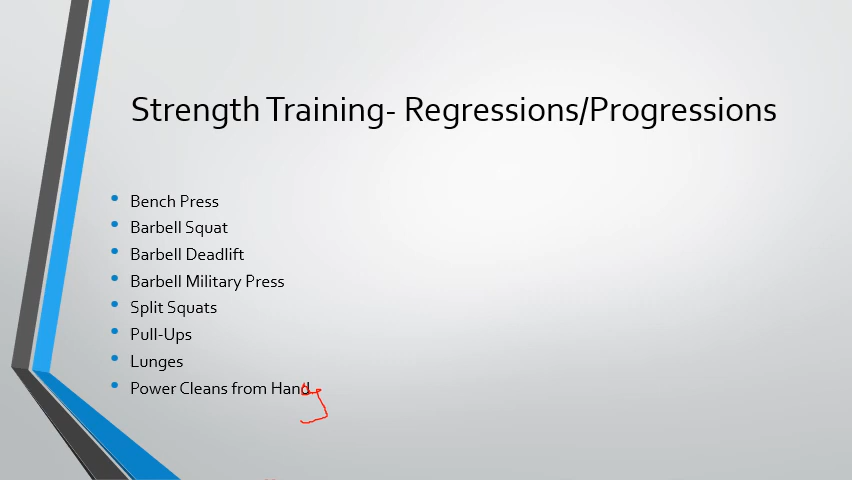 Strength Training- Regressions/Progressions
Bench Press
Barbell Squat
Barbell Deadlift
Barbell Military Press
Split Squats
Pull-Ups
Lunges
Power Cleans from Hand
g